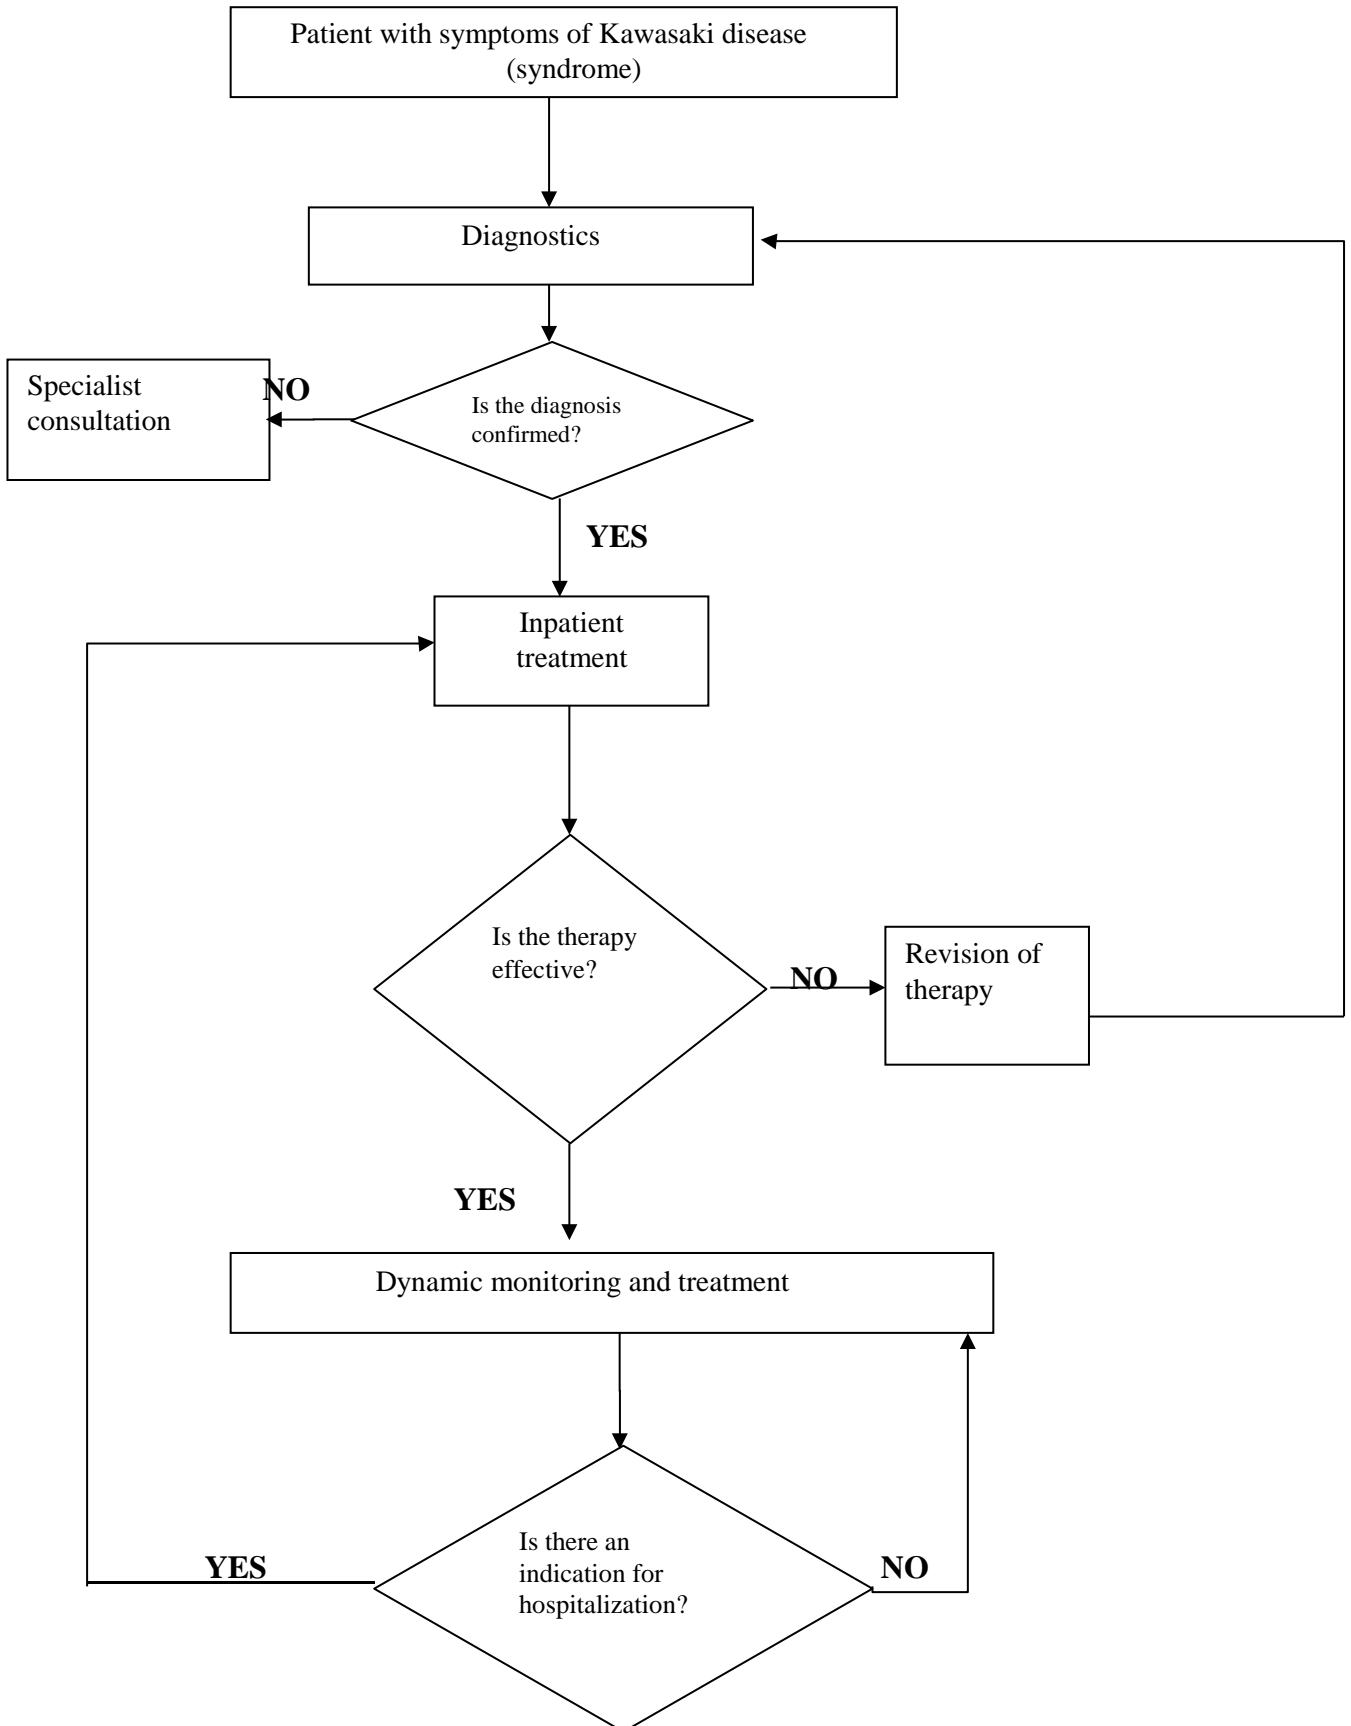 Patient with symptoms of Kawasaki disease
(syndrome)
Diagnostics
Specialist
consultation
NO
Is the diagnosis
confirmed?
YES
Inpatient
treatment
Is the therapy
effective?
NO
Revision of
therapy
YES
Dynamic monitoring and treatment
YES
Is there an
indication for
hospitalization?
NO